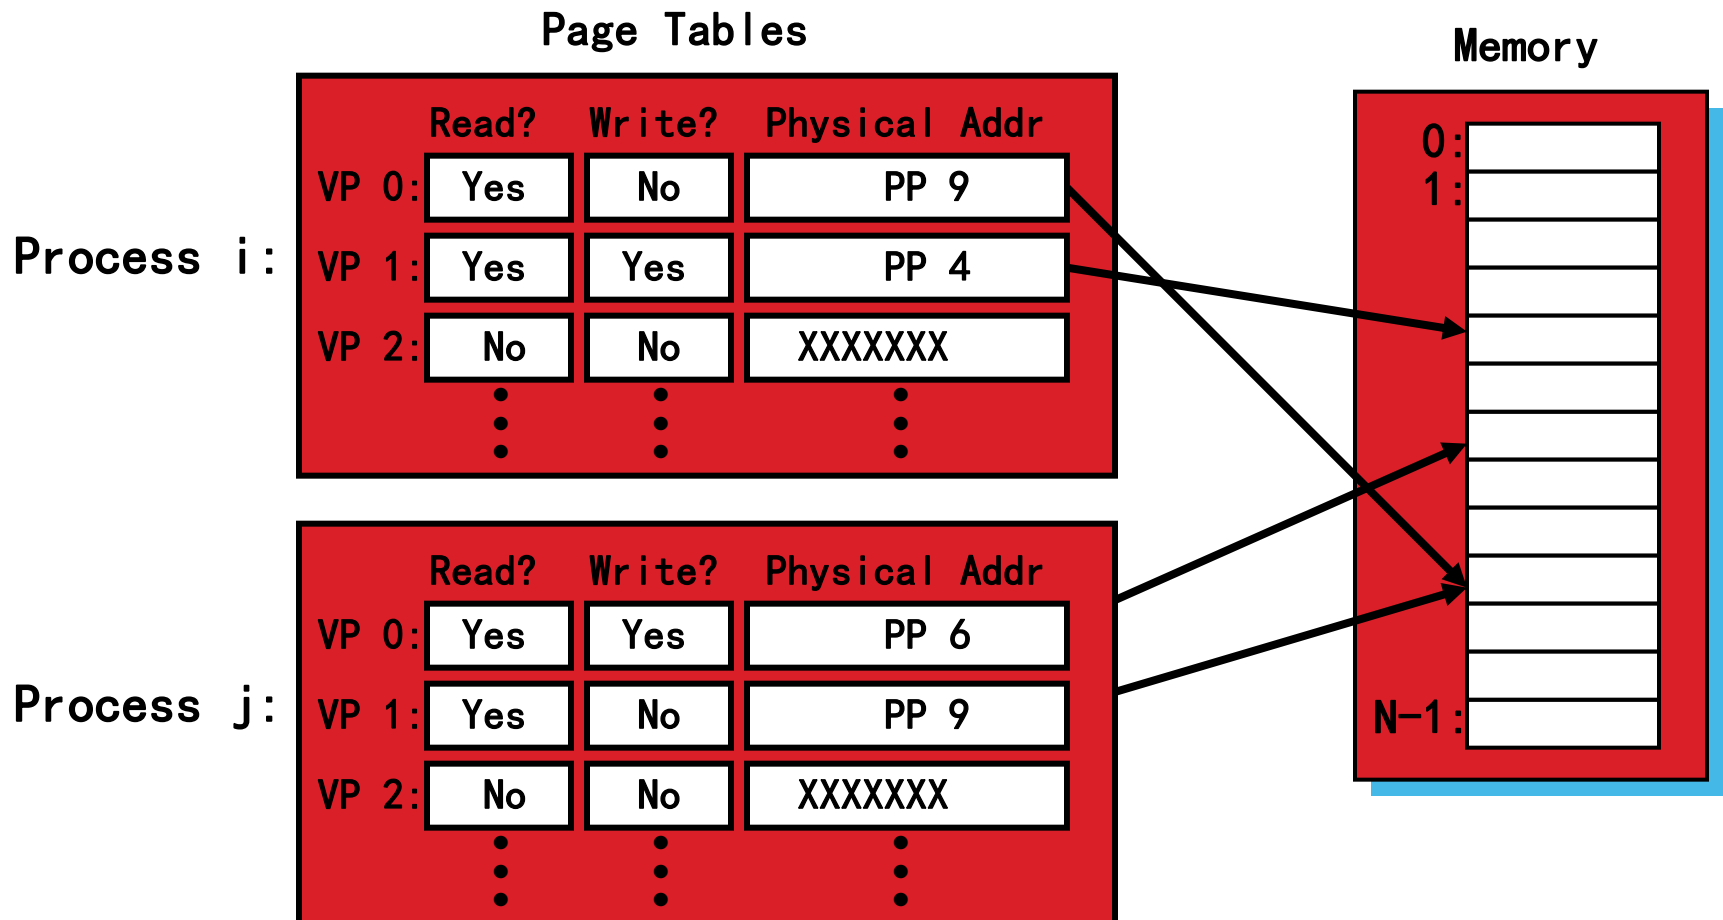 Page Tables
Memory
Read? Write? Physical Addr
VP 0: Yes No PP 9
Process i:
VP 1: Yes Yes PP 4
VP 2: No No XXXXXXX
Read? Write? Physical Addr
VP 0: Yes Yes PP 6
Process j:
VP 1: Yes No PP 9
VP 2: No No XXXXXXX
0:
1:
N-1: